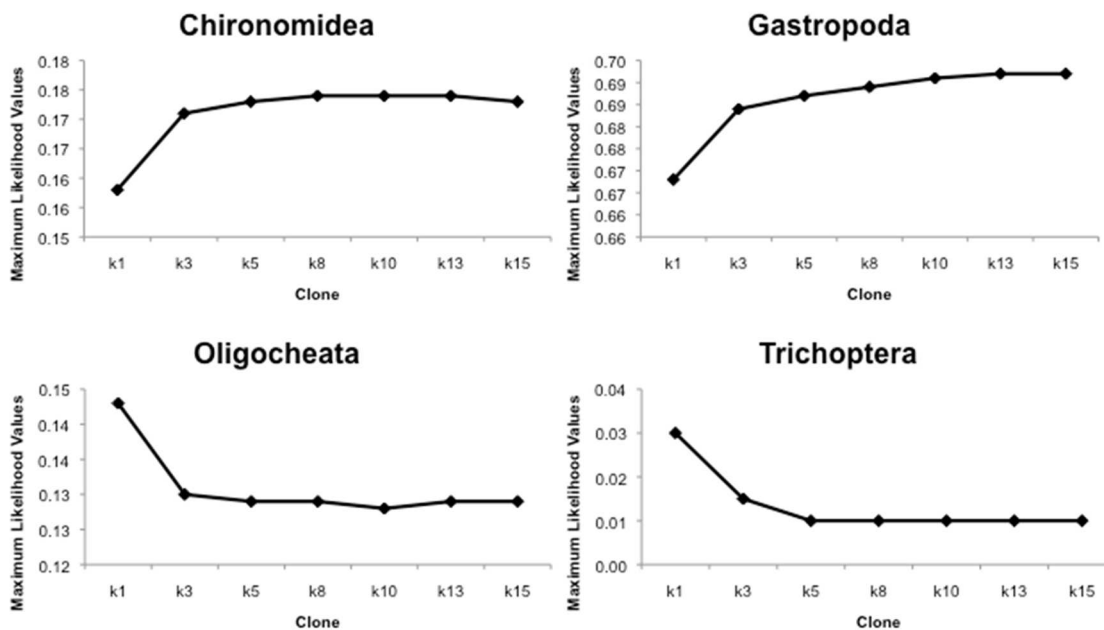 Chironomidea
Maximum Likelihood Values
0.18
0.18
0.17
0.17
0.16
0.16
0.15
k1 k3 k5 k8 k10 k13 k15
Clone
Gastropoda
Maximum Likelihood Values
0.70
0.69
0.69
0.68
0.68
0.67
0.67
0.66
0.66
k1 k3 k5 k8 k10 k13 k15
Clone
Oligocheata
Maximum Likelihood Values
0.15
0.14
0.14
0.13
0.13
0.12
k1 k3 k5 k8 k10 k13 k15
Clone
Trichoptera
Maximum Likelihood Values
0.04
0.03
0.02
0.01
0.00
k1 k3 k5 k8 k10 k13 k15
Clone